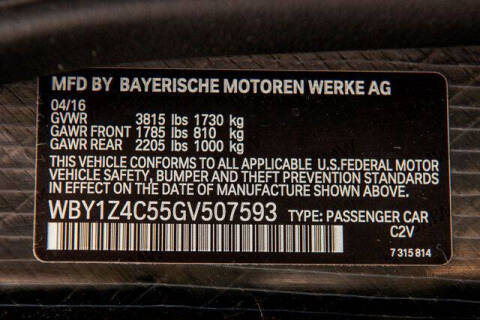 MFD BY BAYERISCHE MOTOREN WERKE AG
04/16
GVWR 3815 lbs 1730 kg
GAWR FRONT 1785 lbs 810 kg
GAWR REAR 2205 lbs 1000 kg
THIS VEHICLE CONFORMS TO ALL APPLICABLE U.S.FEDERAL MOTOR
VEHICLE SAFETY, BUMPER AND THEFT PREVENTION STANDARDS
IN EFFECT ON THE DATE OF MANUFACTURE SHOWN ABOVE.
WBY1Z4C55GV507593 TYPE: PASSENGER CAR
C2V
7 315 814